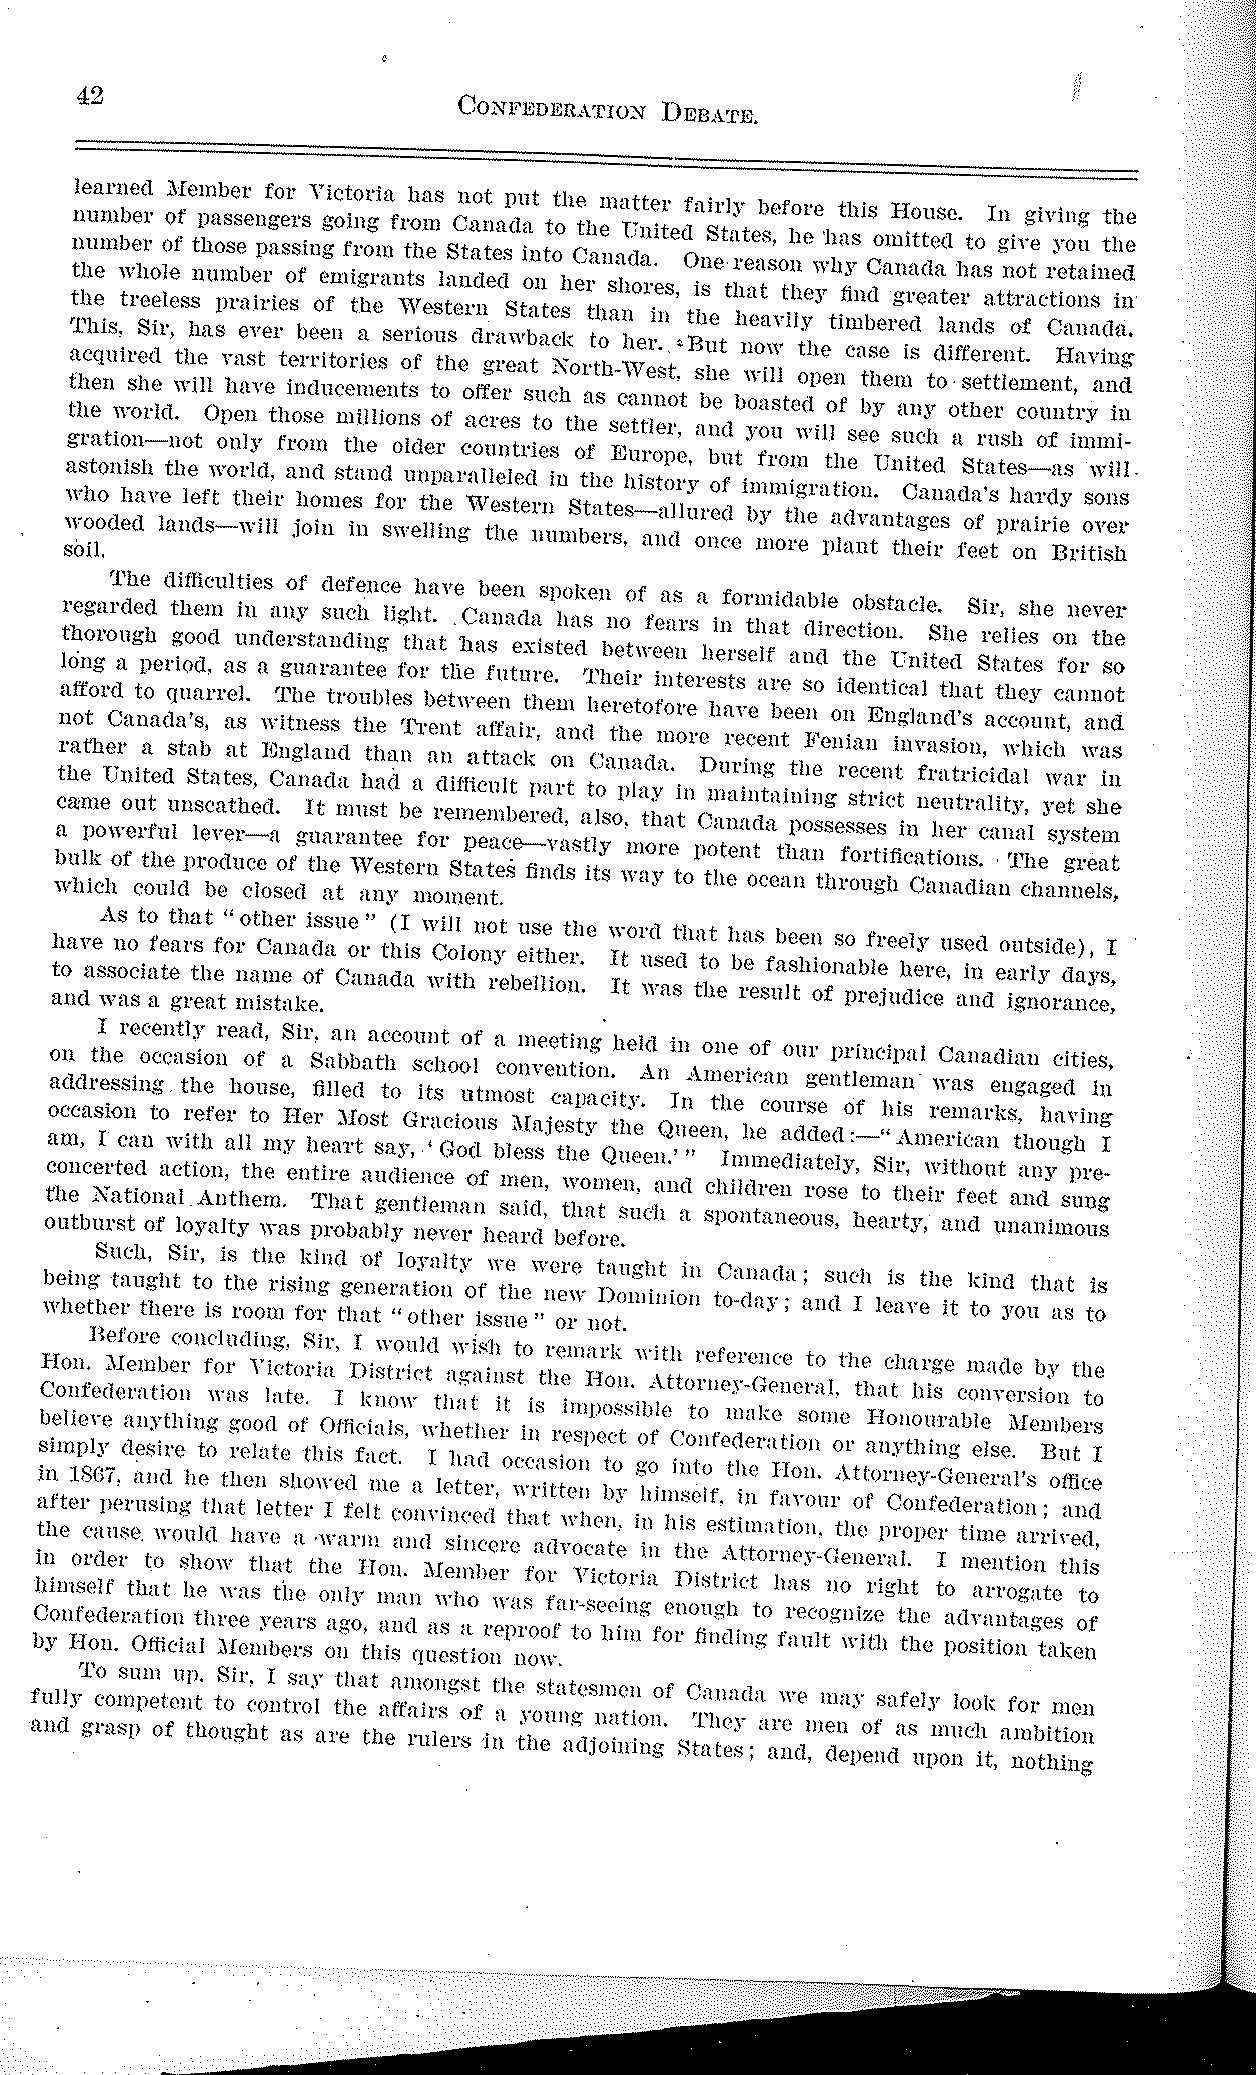 42
CONFEDERATION DEBATE.
learned Member for Victoria has not put the matter fairly before this House. In giving the
number of passengers going from Canada to the United States, he has omitted to give you the
number of those passing from the States into Canada. One reason why Canada has not retained
the whole number of emigrants landed on her shores, is that they find greater attractions in
the treeless prairies of the Western States than in the heavily timbered lands of Canada.
This, Sir, has ever been a serious drawback to her. But now the case is different. Having
acquired the vast territories of the great North-West, she will open them to settlement, and
then she will have inducements to offer such as cannot be boasted of by any other country in
the world. Open those millions of acres to the settler, and you will see such a rush of immi-
gration—not only from the older countries of Europe, but from the United States—as will
astonish the world, and stand unparalleled in the history of immigration. Canada's hardy sons
who have left their homes for the Western States—allured by the advantages of prairie over
wooded lands—will join in swelling the numbers, and once more plant their feet on British
soil.
The difficulties of defence have been spoken of as a formidable obstacle. Sir, she never
regarded them in any such light. Canada has no fears in that direction. She relies on the
thorough good understanding that has existed between herself and the United States for so
long a period, as a guarantee for the future. Their interests are so identical that they cannot
afford to quarrel. The troubles between them heretofore have been on England's account, and
not Canada's, as witness the Trent affair, and the more recent Fenian invasion, which was
rather a stab at England than an attack on Canada. During the recent fratricidal war in
the United States, Canada had a difficult part to play in maintaining strict neutrality, yet she
came out unscathed. It must be remembered, also, that Canada possesses in her canal system
a powerful lever—a guarantee for peace—vastly more potent than fortifications. The great
bulk of the produce of the Western States finds its way to the ocean through Canadian channels,
which could be closed at any moment.
As to that "other issue" (I will not use the word that has been so freely used outside), I
have no fears for Canada or this Colony either. It used to be fashionable here, in early days,
to associate the name of Canada with rebellion. It was the result of prejudice and ignorance,
and was a great mistake.
I recently read, Sir, an account of a meeting held in one of our principal Canadian cities,
on the occasion of a Sabbath school convention. An American gentleman was engaged in
addressing the house, filled to its utmost capacity. In the course of his remarks, having
occasion to refer to Her Most Gracious Majesty the Queen, he added:—"American though I
am, I can with all my heart say, 'God bless the Queen.'" Immediately, Sir, without any pre-
concerted action, the entire audience of men, women, and children rose to their feet and sung
the National Anthem. That gentleman said, that such a spontaneous, hearty, and unanimous
outburst of loyalty was probably never heard before.
Such, Sir, is the kind of loyalty we were taught in Canada; such is the kind that is
being taught to the rising generation of the new Dominion to-day; and I leave it to you as to
whether there is room for that "other issue" or not.
Before concluding, Sir, I would wish to remark with reference to the charge made by the
Hon. Member for Victoria District against the Hon. Attorney-General, that his conversion to
Confederation was late. I know that it is impossible to make some Honourable Members
believe anything good of Officials, whether in respect of Confederation or anything else. But I
simply desire to relate this fact. I had occasion to go into the Hon. Attorney-General's office
in 1867, and he then showed me a letter, written by himself, in favour of Confederation; and
after perusing that letter I felt convinced that when, in his estimation, the proper time arrived,
the cause would have a warm and sincere advocate in the Attorney-General. I mention this
in order to show that the Hon. Member for Victoria District has no right to arrogate to
himself that he was the only man who was far-seeing enough to recognize the advantages of
Confederation three years ago, and as a reproof to him for finding fault with the position taken
by Hon. Official Members on this question now.
To sum up, Sir, I say that amongst the statesmen of Canada we may safely look for men
fully competent to control the affairs of a young nation. They are men of as much ambition
and grasp of thought as are the rulers in the adjoining States; and, depend upon it, nothing